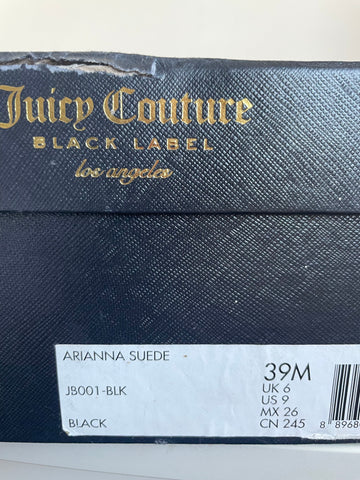 Juicy Couture
BLACK LABEL
los angeles
ARIANNA SUEDE
JB001-BLK
BLACK
39M
UK 6
US 9
MX 26
CN 245